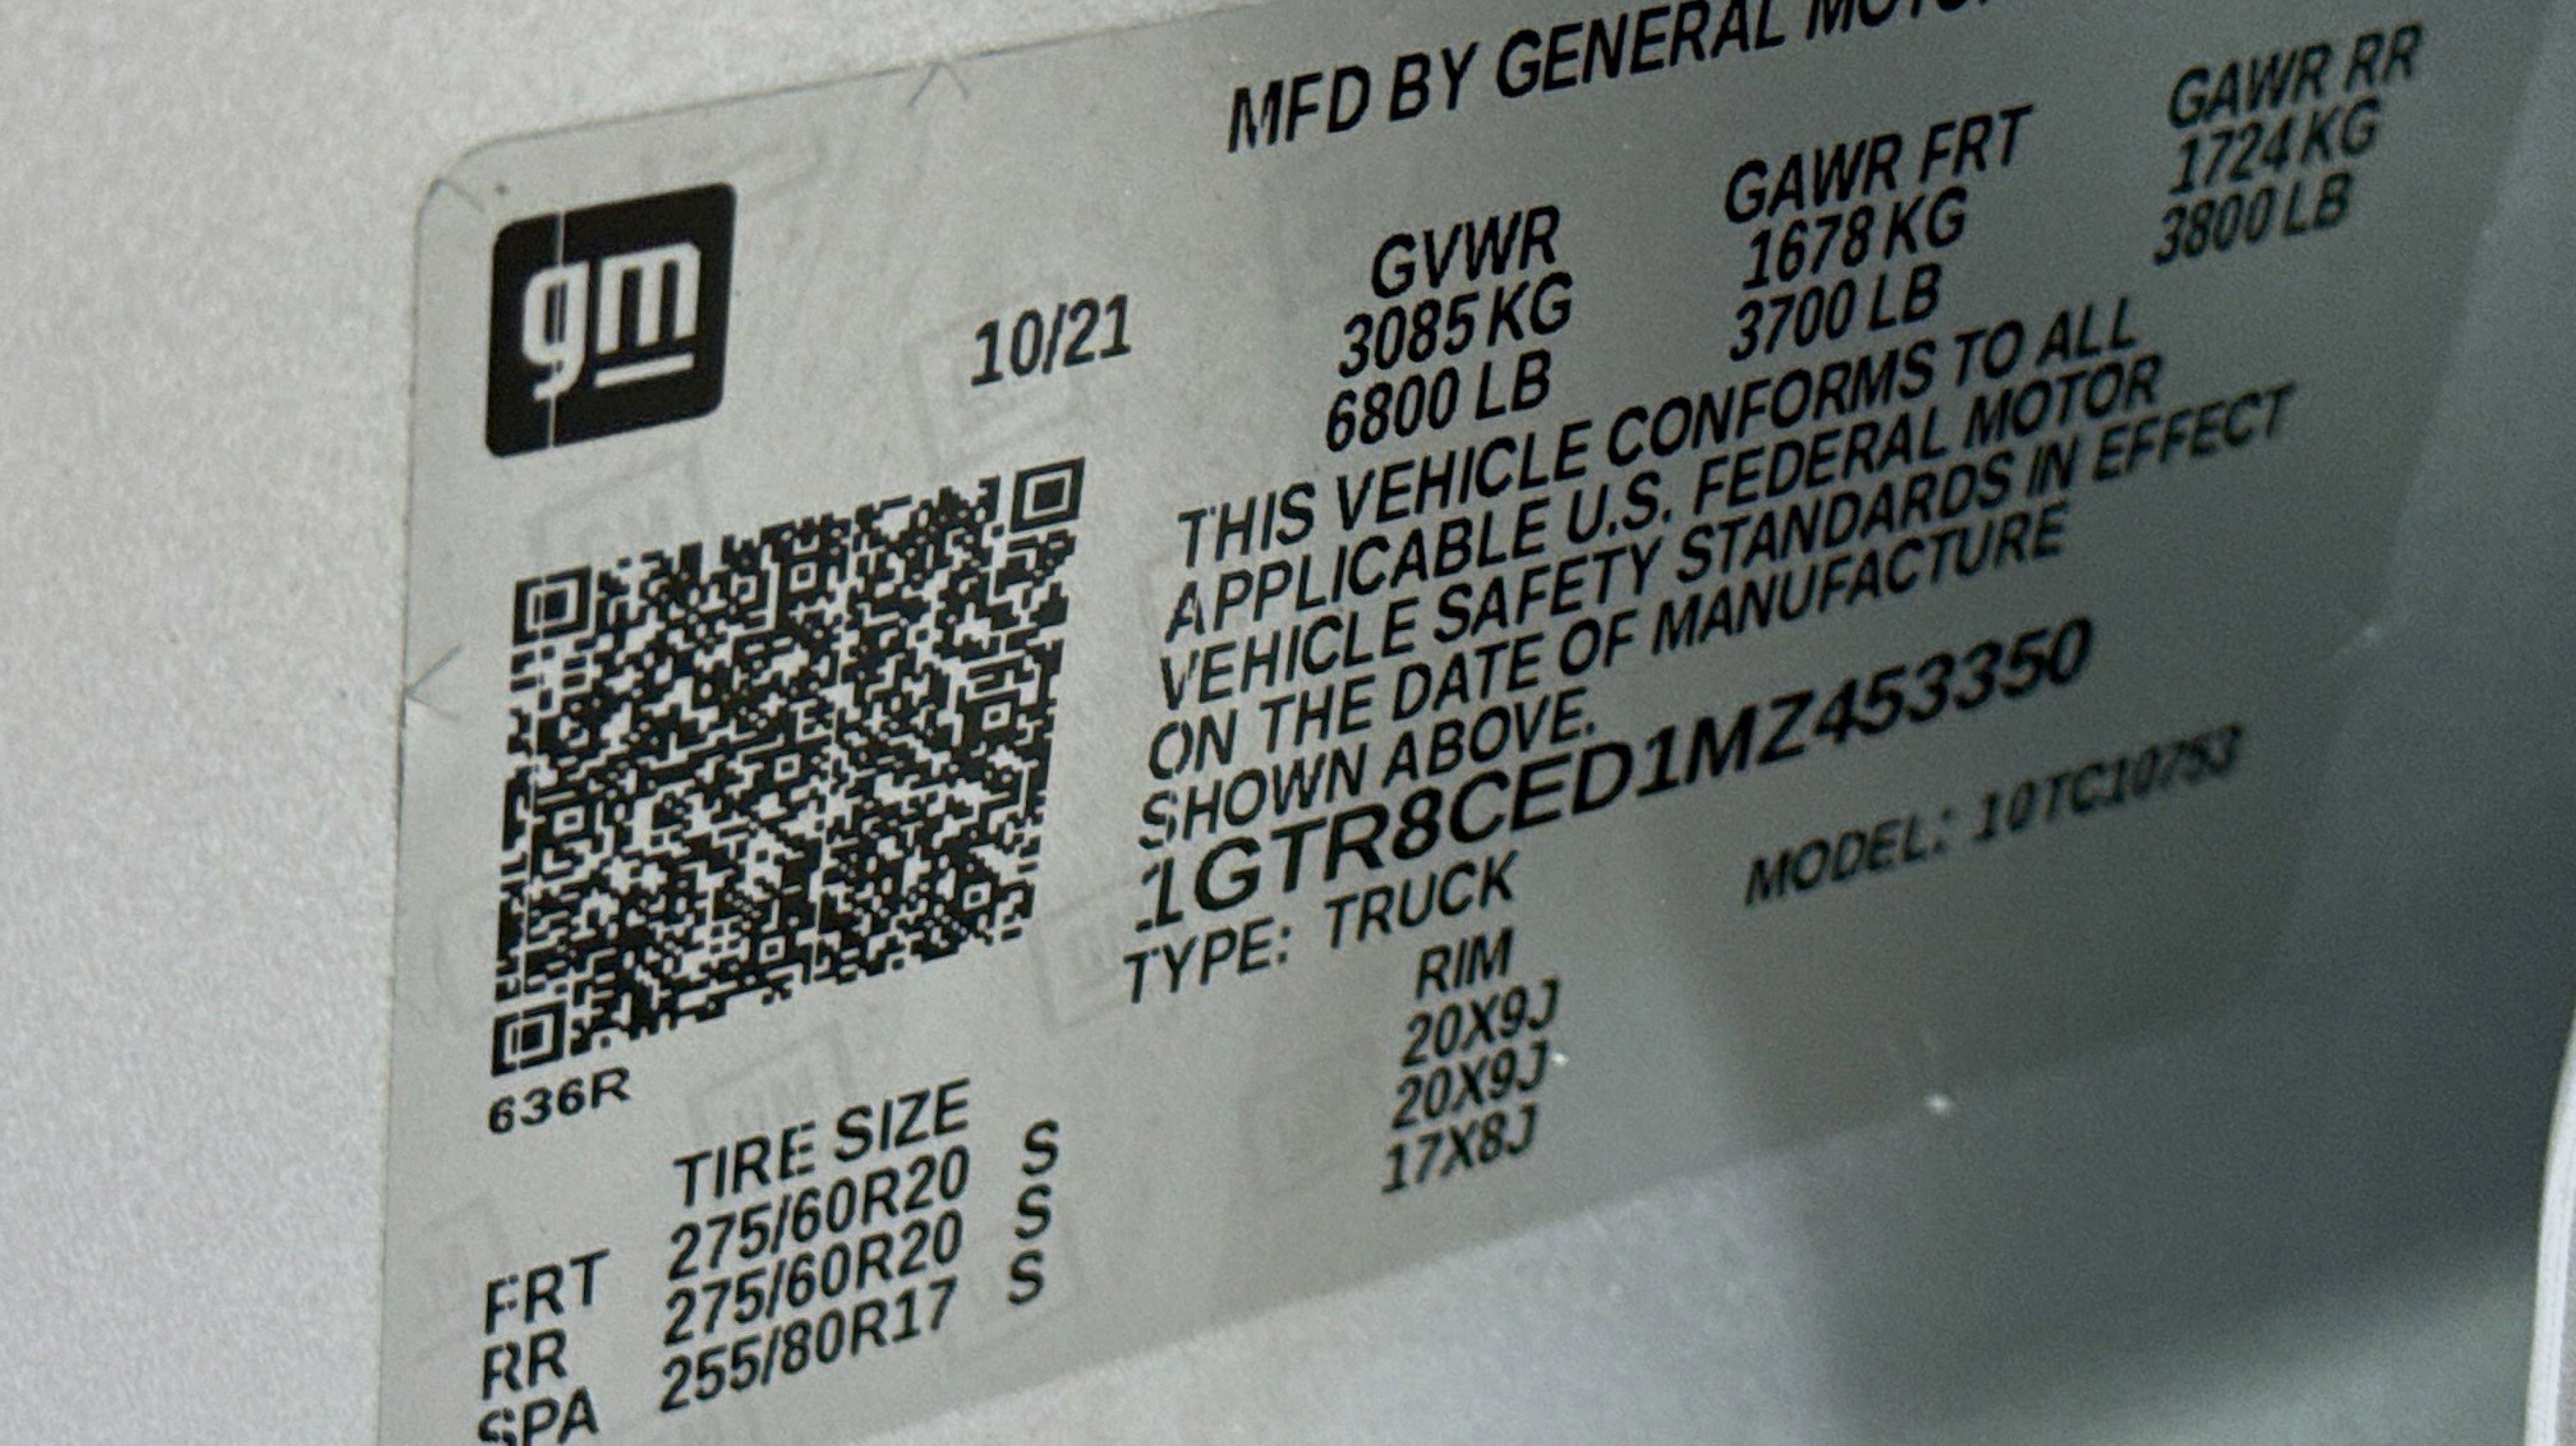 MFD BY GENERAL
gm
10/21
GVWR GAWR FRT GAWR RR
3085 KG 1678 KG 1724 KG
6800 LB 3700 LB 3800 LB
THIS VEHICLE CONFORMS TO ALL
APPLICABLE U.S. FEDERAL MOTOR
VEHICLE SAFETY STANDARDS IN EFFECT
ON THE DATE OF MANUFACTURE
SHOWN ABOVE.
1GTR8CED1MZ453350
TYPE: TRUCK MODEL: 10TC10753
636R
TIRE SIZE RIM
FRT 275/60R20 S 20X9J
RR 275/60R20 S 20X9J
SPA 255/80R17 S 17X8J